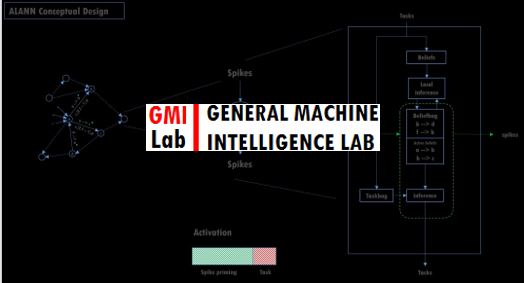 ALANN Conceptual Design
Tasks
Beliefs
Local
inference
Spikes
GMI
Lab
GENERAL MACHINE
INTELLIGENCE LAB
Beliefbag
Active beliefs
spikes
Spikes
Taskbag
Inference
Activation
Spike priming
Task
Tasks